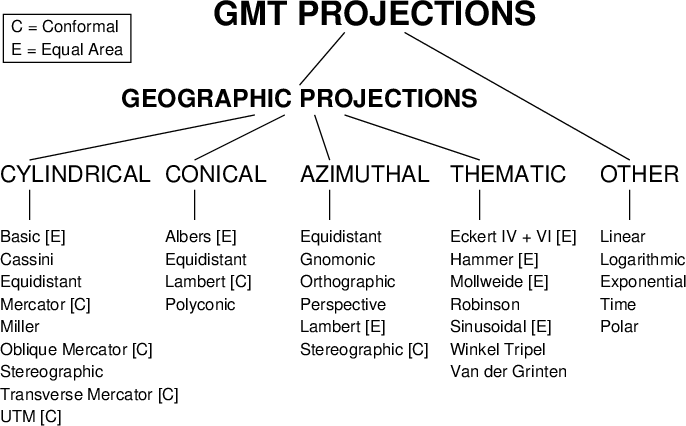 GMT PROJECTIONS
C = Conformal
E = Equal Area
GEOGRAPHIC PROJECTIONS
CYLINDRICAL
Basic [E]
Cassini
Equidistant
Mercator [C]
Miller
Oblique Mercator [C]
Stereographic
Transverse Mercator [C]
UTM [C]
CONICAL
Albers [E]
Equidistant
Lambert [C]
Polyconic
AZIMUTHAL
Equidistant
Gnomonic
Orthographic
Perspective
Lambert [E]
Stereographic [C]
THEMATIC
Eckert IV + VI [E]
Hammer [E]
Mollweide [E]
Robinson
Sinusoidal [E]
Winkel Tripel
Van der Grinten
OTHER
Linear
Logarithmic
Exponential
Time
Polar